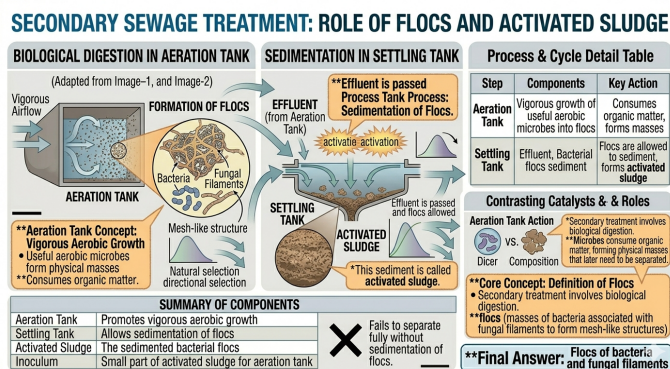 SECONDARY SEWAGE TREATMENT: ROLE OF FLOCS AND ACTIVATED SLUDGE
BIOLOGICAL DIGESTION IN AERATION TANK
(Adapted from Image-1, and Image-2)
Vigorous
Airflow
FORMATION OF FLOCS
Bacteria
Fungal
Filaments
AERATION TANK
Mesh-like structure
**Aeration Tank Concept:
Vigorous Aerobic Growth
• Useful aerobic microbes
form physical masses
**Consumes organic matter.
Natural selection
directional selection
SEDIMENTATION IN SETTLING TANK
EFFLUENT
(from Aeration
Tank)
**Effluent is passed
Process Tank Process:
Sedimentation of Flocs.
activatie activation
Effluent is passed
and flocs allowed
SETTLING
TANK
ACTIVATED
SLUDGE
*This sediment is called
activated sludge.
SUMMARY OF COMPONENTS
Aeration Tank Promotes vigorous aerobic growth
Settling Tank Allows sedimentation of flocs
Activated Sludge The sedimented bacterial flocs
Inoculum Small part of activated sludge for aeration tank
Fails to separate
fully without
sedimentation of
flocs.
Process & Cycle Detail Table
Step Components Key Action
Aeration
Tank
Vigorous growth of
useful aerobic
microbes into flocs
Consumes
organic matter,
forms masses
Settling
Tank
Effluent, Bacterial
flocs sediment
Flocs are allowed
to sediment,
forms activated
sludge
Contrasting Catalysts & & Roles
Aeration Tank Action
Dicer
VS.
Composition
*Secondary treatment involves
biological digestion.
**Microbes consume organic
matter, forming physical masses
that later need to be separated.
**Core Concept: Definition of Flocs
• Secondary treatment involves biological
digestion.
**flocs (masses of bacteria associated with
fungal filaments to form mesh-like structures)
**Final Answer: Flocs of bacteria
and fungal filaments